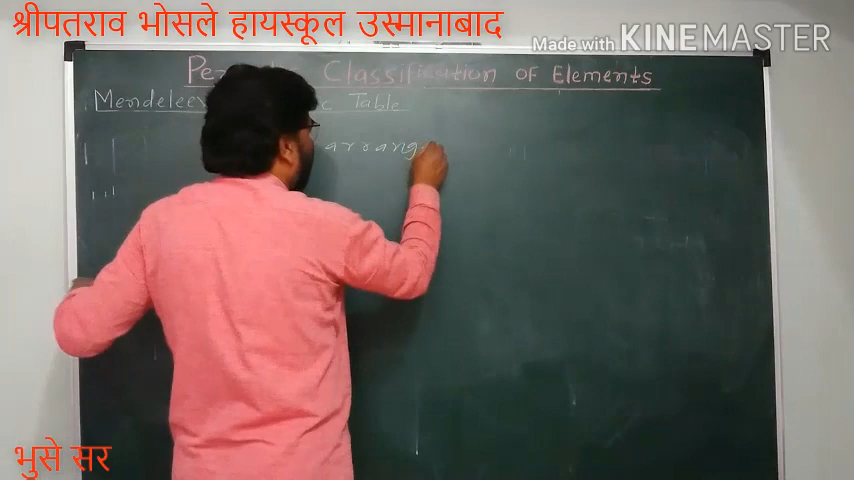 श्रीपतराव भोसले हायस्कूल उस्मानाबाद
Made with KINEMASTER
Classification of Elements
Table
भुसे सर